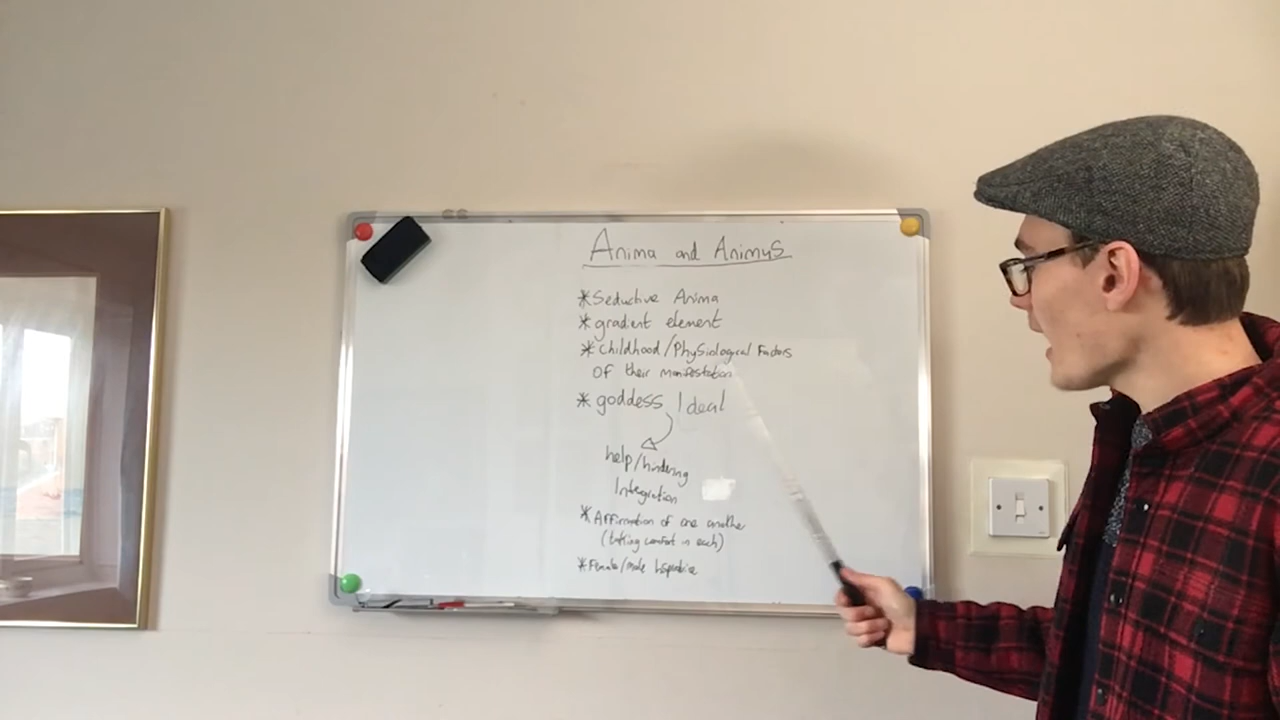 Anima and Animus
* Seductive Anima
* gradient element
* childhood/Physiological Factors
of their manifestation
* goddess Ideal
help/hindering
Integration
* Affirmation of one another
(taking comfort in each)
* Female/male